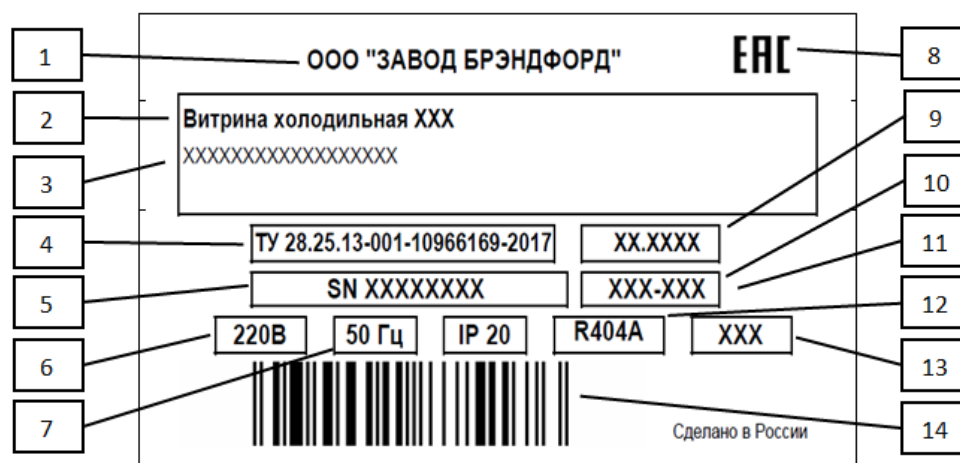 1
ООО "ЗАВОД БРЭНДФОРД"
ЕАС
8
2
Витрина холодильная XXX
9
3
XXXXXXXXXXXXXXXXXX
10
4
ТУ 28.25.13-001-10966169-2017
XX.XXXX
11
5
SN XXXXXXXX
XXX-XXX
12
6
220В
50 Гц
IP 20
R404A
XXX
13
7
Сделано в России
14